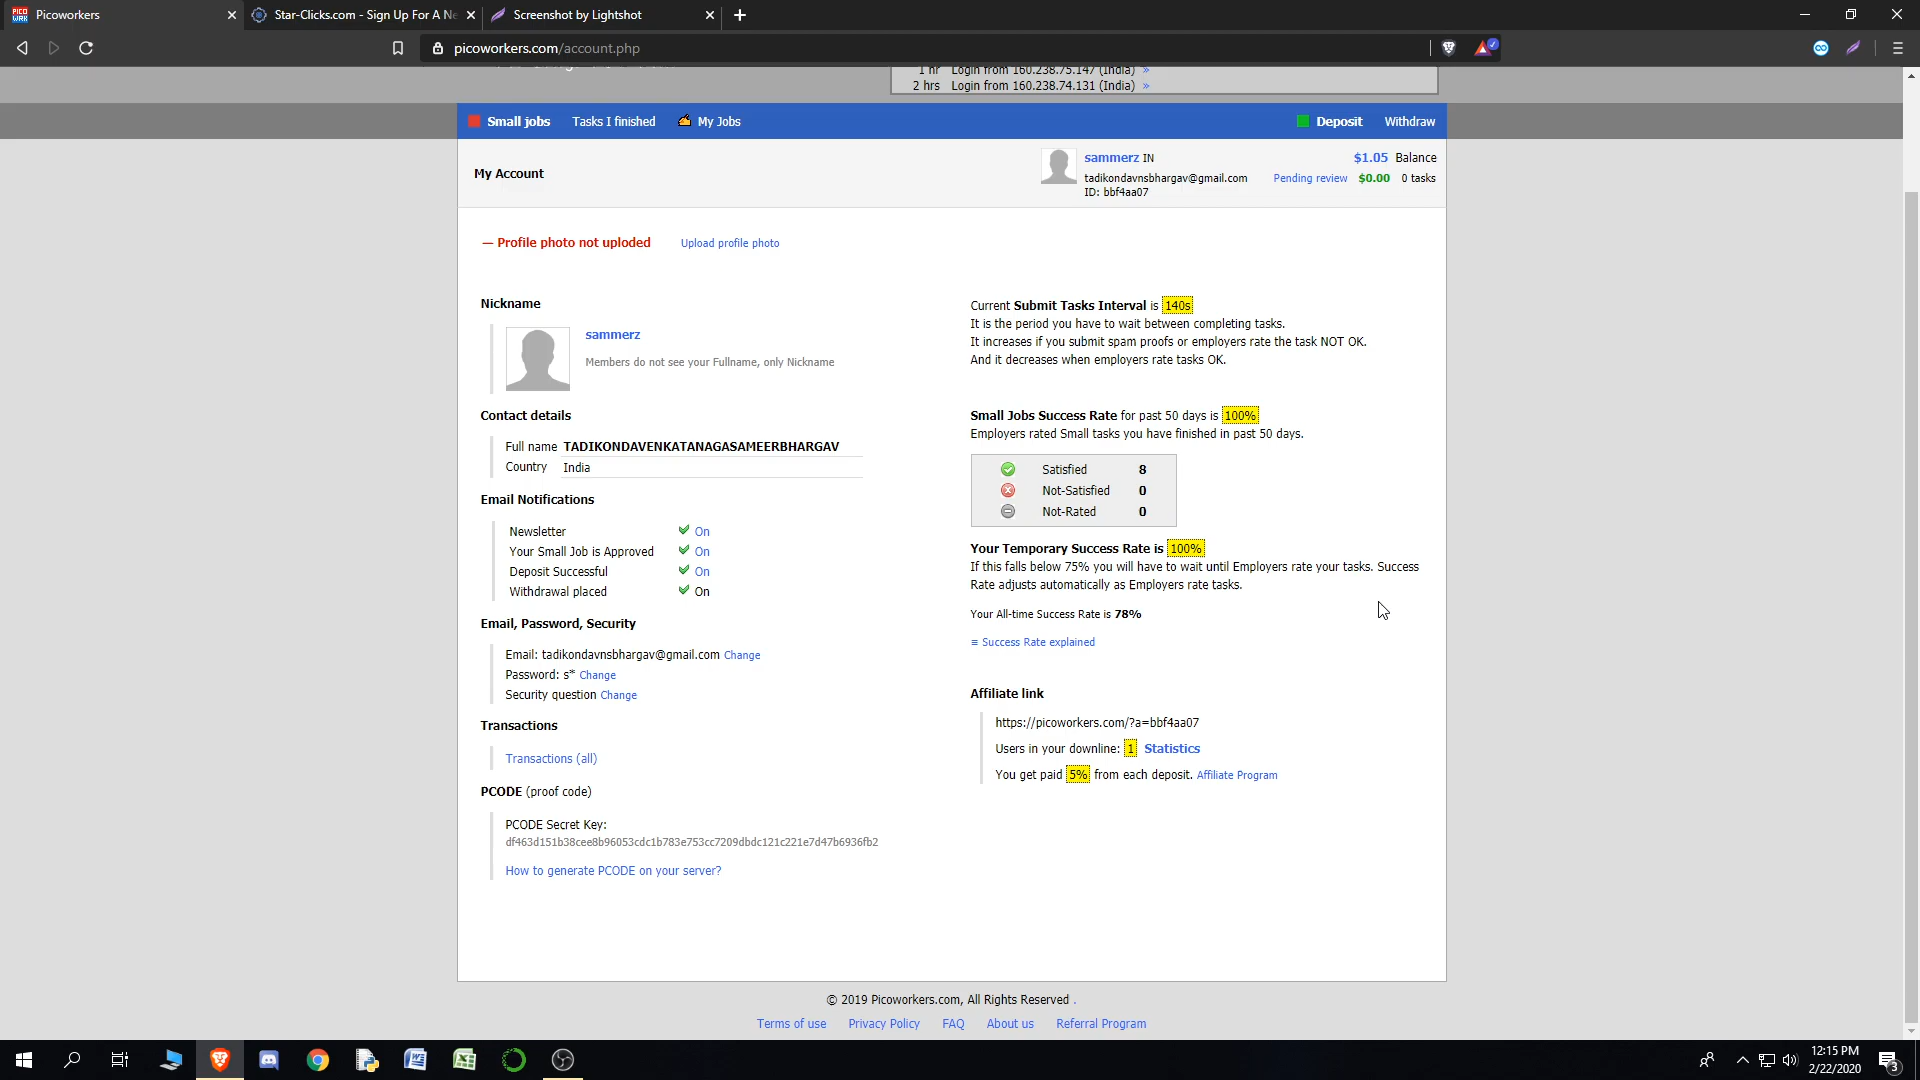 Picoworkers
Star-Clicks.com - Sign Up For A Ne
Screenshot by Lightshot
picoworkers.com/account.php
1 hr Login from 160.238.75.147 (India) »
2 hrs Login from 160.238.74.131 (India) »
Small jobs Tasks I finished My Jobs Deposit Withdraw
My Account
sammerz IN
tadikondavnsbhargav@gmail.com
ID: bbf4aa07
$1.05 Balance
Pending review $0.00 0 tasks
— Profile photo not uploded Upload profile photo
Nickname
sammerz
Members do not see your Fullname, only Nickname
Contact details
Full name TADIKONDAVENKATANAGASAMEERBHARGAV
Country India
Email Notifications
Newsletter On
Your Small Job is Approved On
Deposit Successful On
Withdrawal placed On
Email, Password, Security
Email: tadikondavnsbhargav@gmail.com Change
Password: s* Change
Security question Change
Transactions
Transactions (all)
PCODE (proof code)
PCODE Secret Key:
df463d151b38cee8b96053cdc1b783e753cc7209dbdc121c221e7d47b6936fb2
How to generate PCODE on your server?
Current Submit Tasks Interval is 140s
It is the period you have to wait between completing tasks.
It increases if you submit spam proofs or employers rate the task NOT OK.
And it decreases when employers rate tasks OK.
Small Jobs Success Rate for past 50 days is 100%
Employers rated Small tasks you have finished in past 50 days.
Satisfied 8
Not-Satisfied 0
Not-Rated 0
Your Temporary Success Rate is 100%
If this falls below 75% you will have to wait until Employers rate your tasks. Success
Rate adjusts automatically as Employers rate tasks.
Your All-time Success Rate is 78%
≡ Success Rate explained
Affiliate link
https://picoworkers.com/?a=bbf4aa07
Users in your downline: 1 Statistics
You get paid 5% from each deposit. Affiliate Program
© 2019 Picoworkers.com, All Rights Reserved .
Terms of use Privacy Policy FAQ About us Referral Program
12:15 PM
2/22/2020
3